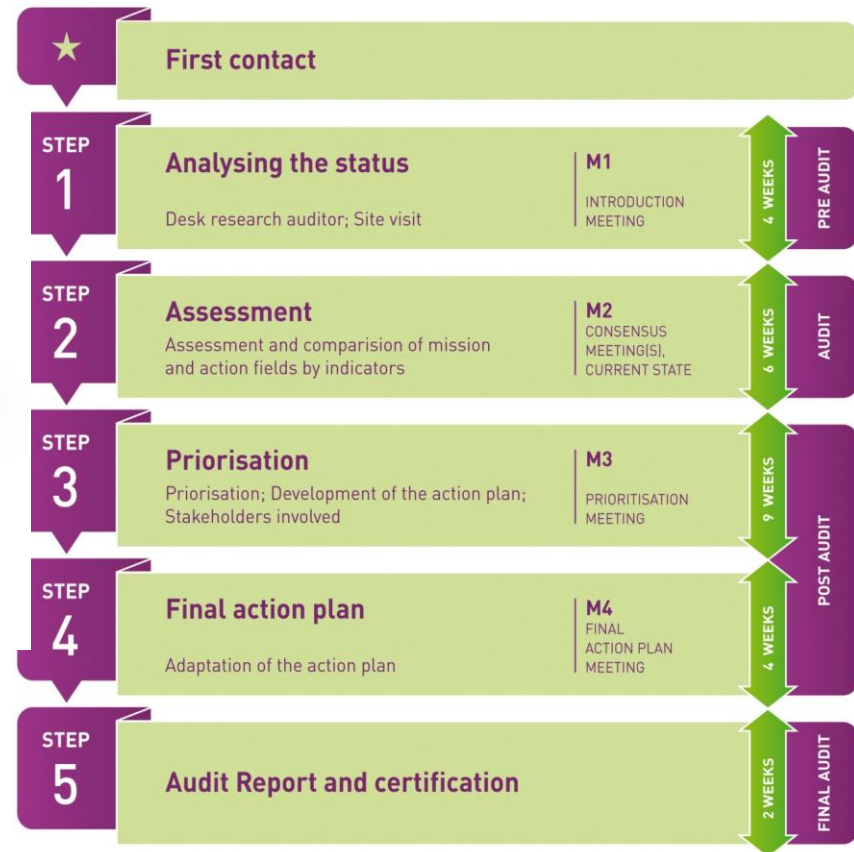 ★
First contact
STEP
1
Analysing the status
Desk research auditor; Site visit
M1
INTRODUCTION
MEETING
4 WEEKS
PRE AUDIT
STEP
2
Assessment
Assessment and comparision of mission
and action fields by indicators
M2
CONSENSUS
MEETING(S),
CURRENT STATE
6 WEEKS
AUDIT
STEP
3
Priorisation
Priorisation; Development of the action plan;
Stakeholders involved
M3
PRIORITISATION
MEETING
9 WEEKS
POST AUDIT
STEP
4
Final action plan
Adaptation of the action plan
M4
FINAL
ACTION PLAN
MEETING
4 WEEKS
STEP
5
Audit Report and certification
2 WEEKS
FINAL AUDIT